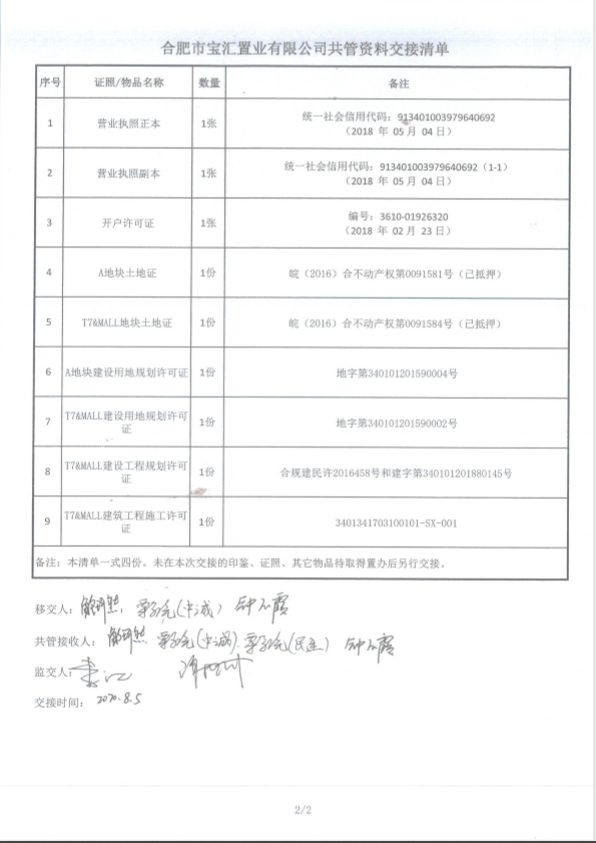 合肥市宝汇置业有限公司共管资料交接清单
序号 证照/物品名称 数量 备注
1 营业执照正本 1张 统一社会信用代码：913401003979640692
（2018 年 05 月 04 日）
2 营业执照副本 1张 统一社会信用代码：913401003979640692（1-1）
（2018 年 05 月 04 日）
3 开户许可证 1张 编号：3610-01926320
（2018 年 02 月 23 日）
4 A地块土地证 1份 皖（2016）合不动产权第0091581号（已抵押）
5 T7&MALL地块土地证 1份 皖（2016）合不动产权第0091584号（已抵押）
6 A地块建设用地规划许可证 1份 地字第340101201590004号
7 T7&MALL建设用地规划许可
证 1份 地字第340101201590002号
8 T7&MALL建设工程规划许可
证 1份 合规建民许2016458号和建字第340101201880145号
9 T7&MALL建筑工程施工许可
证 1份 3401341703100101-SX-001
备注：本清单一式四份。未在本次交接的印鉴、证照、其它物品待取得置办后另行交接。
移交人：
共管接收人：
监交人：
交接时间：2020.8.5
2/2